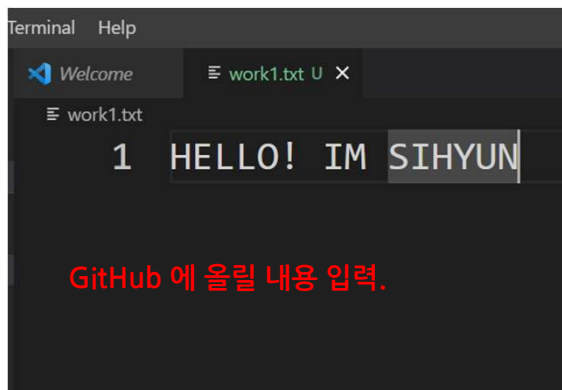 Terminal Help
Welcome work1.txt U
work1.txt
1 HELLO! IM SIHYUN
GitHub 에 올릴 내용 입력.